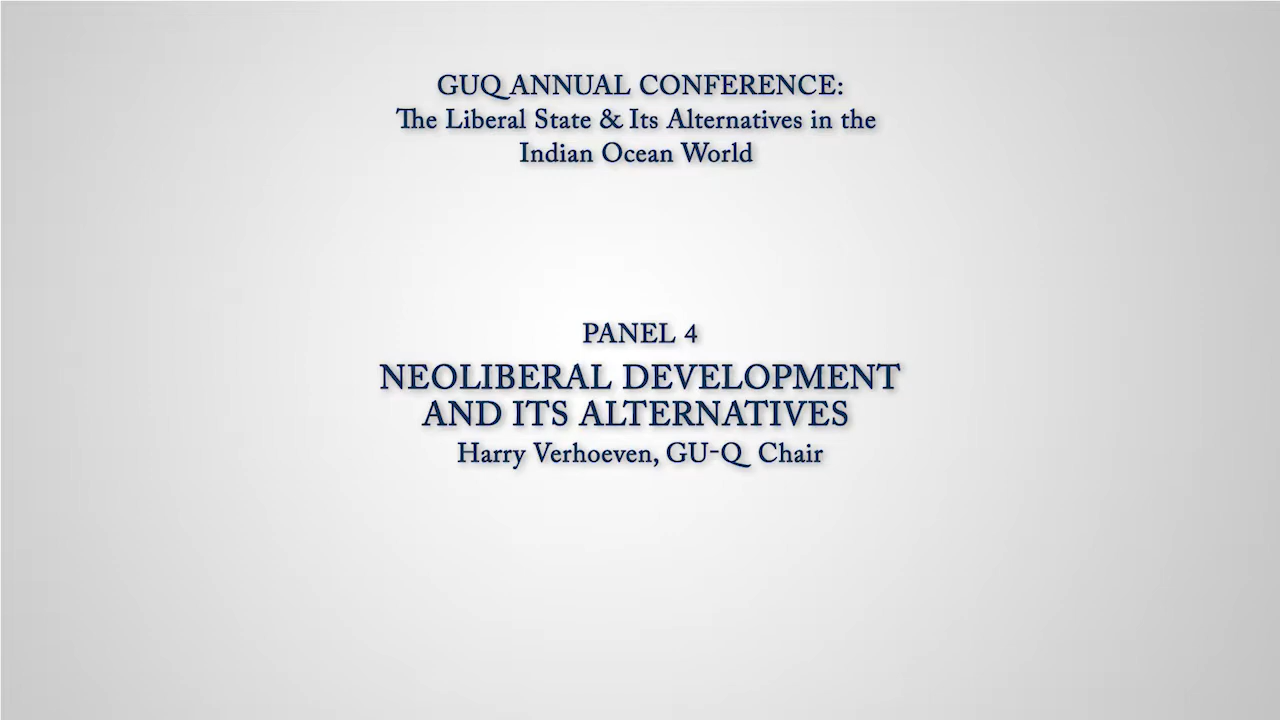 GUQ ANNUAL CONFERENCE:
The Liberal State & Its Alternatives in the
Indian Ocean World
PANEL 4
NEOLIBERAL DEVELOPMENT
AND ITS ALTERNATIVES
Harry Verhoeven, GU-Q Chair